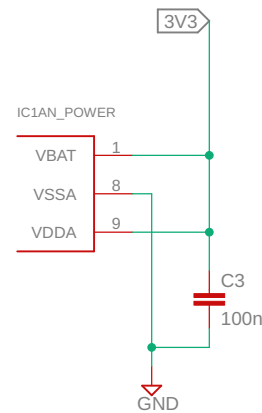 3V3
IC1AN_POWER
VBAT 1
VSSA 8
VDDA 9
C3
100n
GND